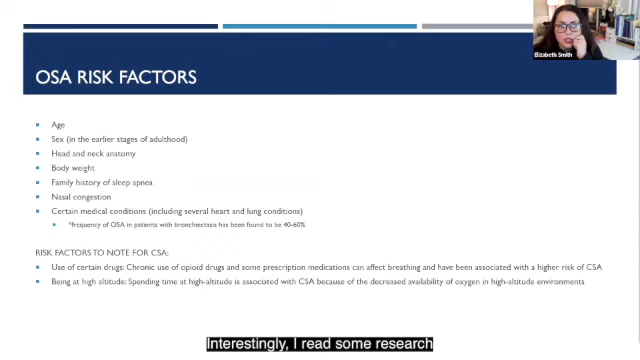 Elizabeth Smith
OSA RISK FACTORS
Age
Sex (in the earlier stages of adulthood)
Head and neck anatomy
Body weight
Family history of sleep apnea
Nasal congestion
Certain medical conditions (including several heart and lung conditions)
*frequency of OSA in patients with bronchiectasis has been found to be 40-60%
RISK FACTORS TO NOTE FOR CSA:
Use of certain drugs: Chronic use of opioid drugs and some prescription medications can affect breathing and have been associated with a higher risk of CSA
Being at high altitude: Spending time at high-altitude is associated with CSA because of the decreased availability of oxygen in high-altitude environments
Interestingly, I read some research